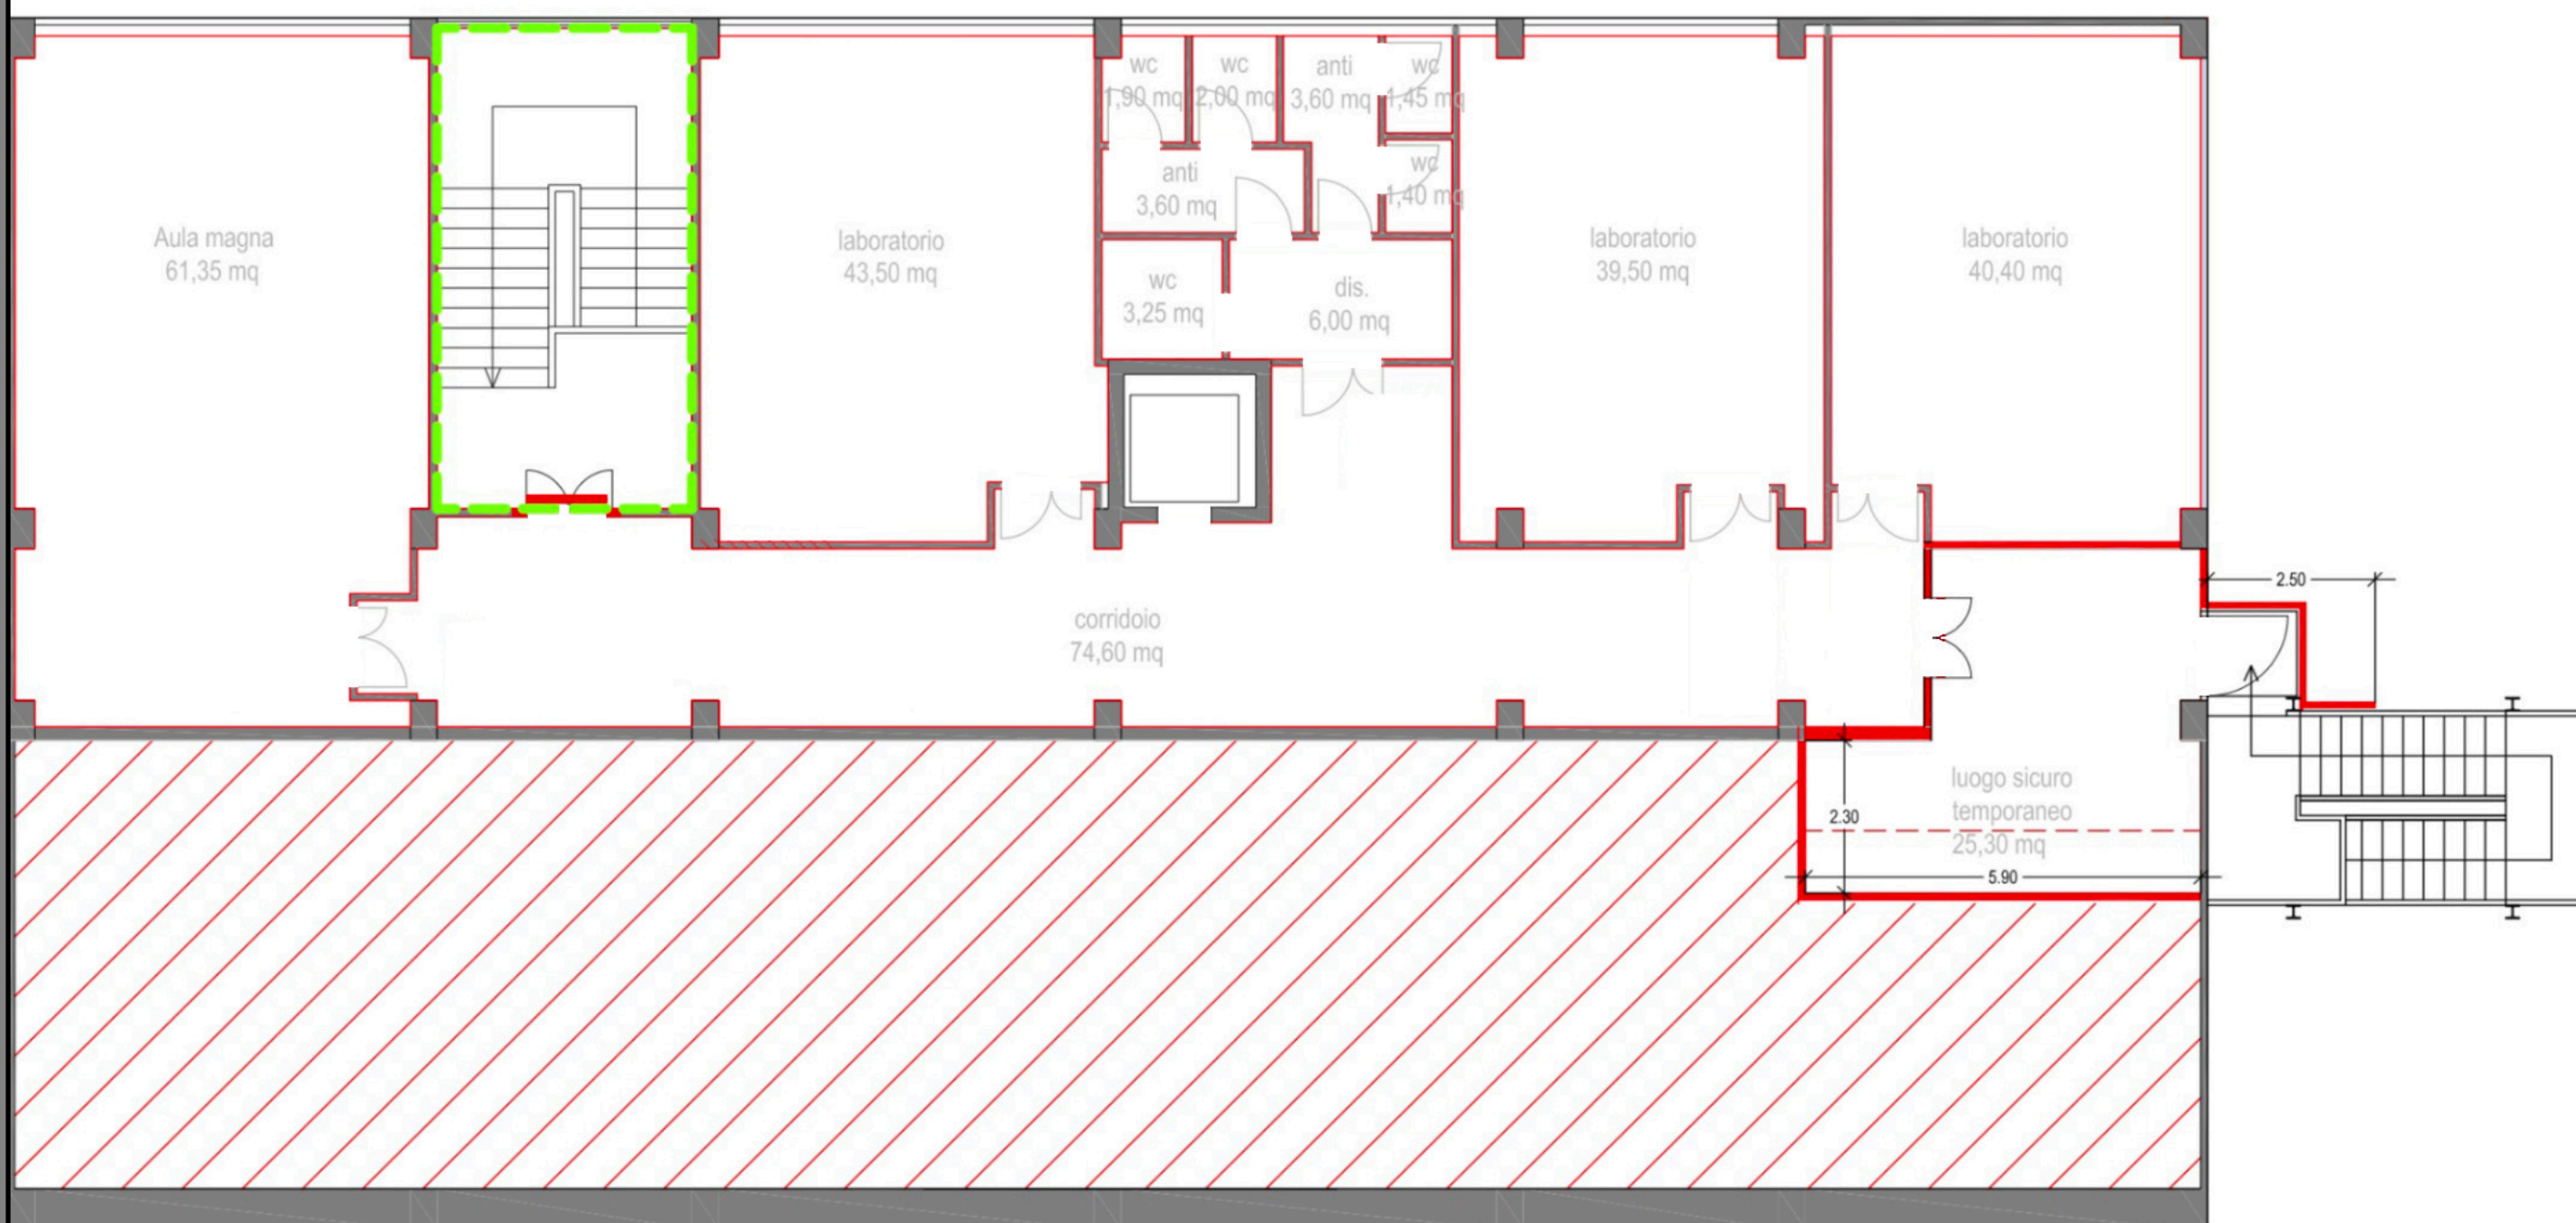 wc
1,90 mq
wc
2,00 mq
anti
3,60 mq
wc
1,45 mq
wc
1,40 mq
anti
3,60 mq
Aula magna
61,35 mq
laboratorio
43,50 mq
wc
3,25 mq
dis.
6,00 mq
laboratorio
39,50 mq
laboratorio
40,40 mq
corridoio
74,60 mq
2.50
luogo sicuro
temporaneo
25,30 mq
2.30
5.90